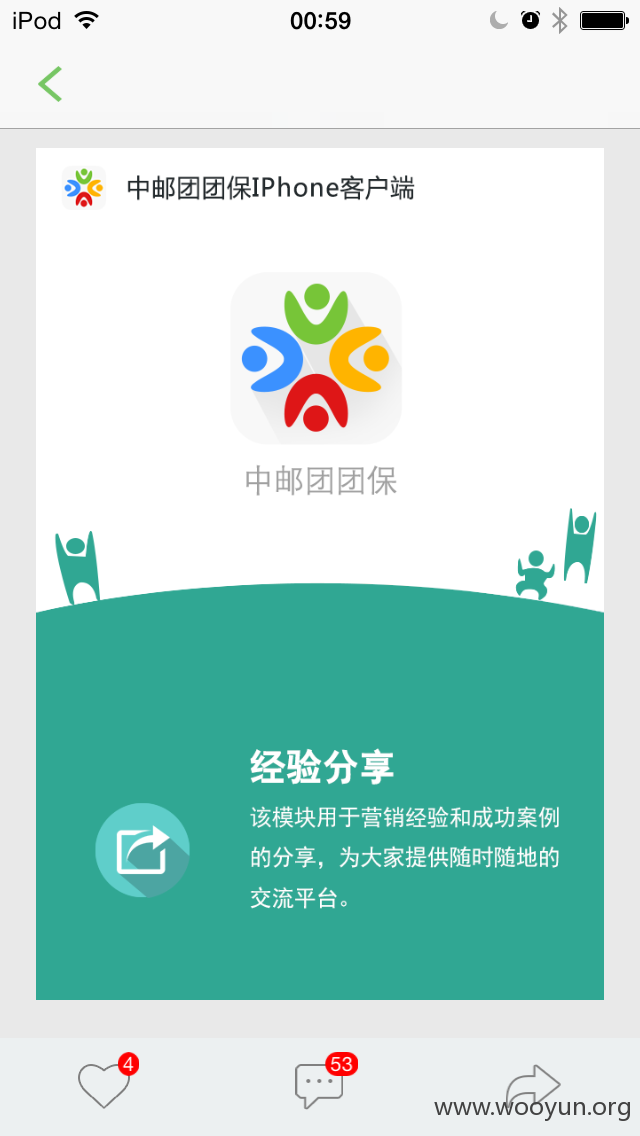 iPod 00:59
中邮团团保IPhone客户端
中邮团团保
经验分享
该模块用于营销经验和成功案例
的分享，为大家提供随时随地的
交流平台。
4 53
www.wooyun.org